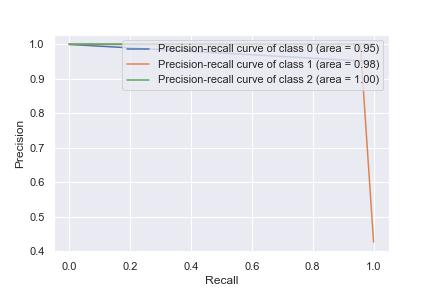 1.0
0.9
0.8
0.7
0.6
0.5
0.4
Precision
Precision-recall curve of class 0 (area = 0.95)
Precision-recall curve of class 1 (area = 0.98)
Precision-recall curve of class 2 (area = 1.00)
0.0 0.2 0.4 0.6 0.8 1.0
Recall